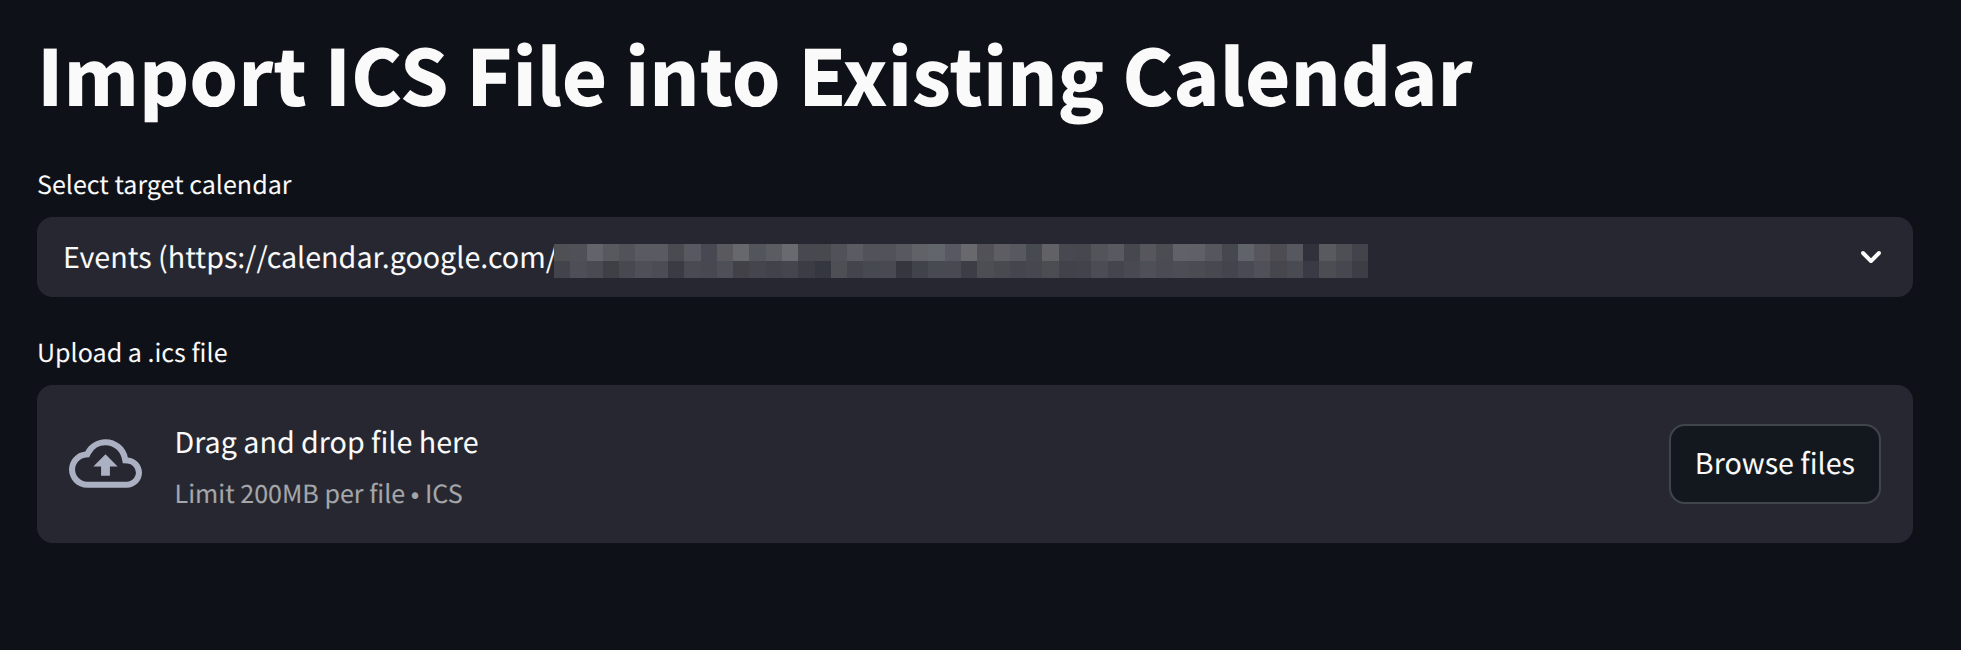 Import ICS File into Existing Calendar
Select target calendar
Events (https://calendar.google.com/
Upload a .ics file
Drag and drop file here
Limit 200MB per file • ICS
Browse files